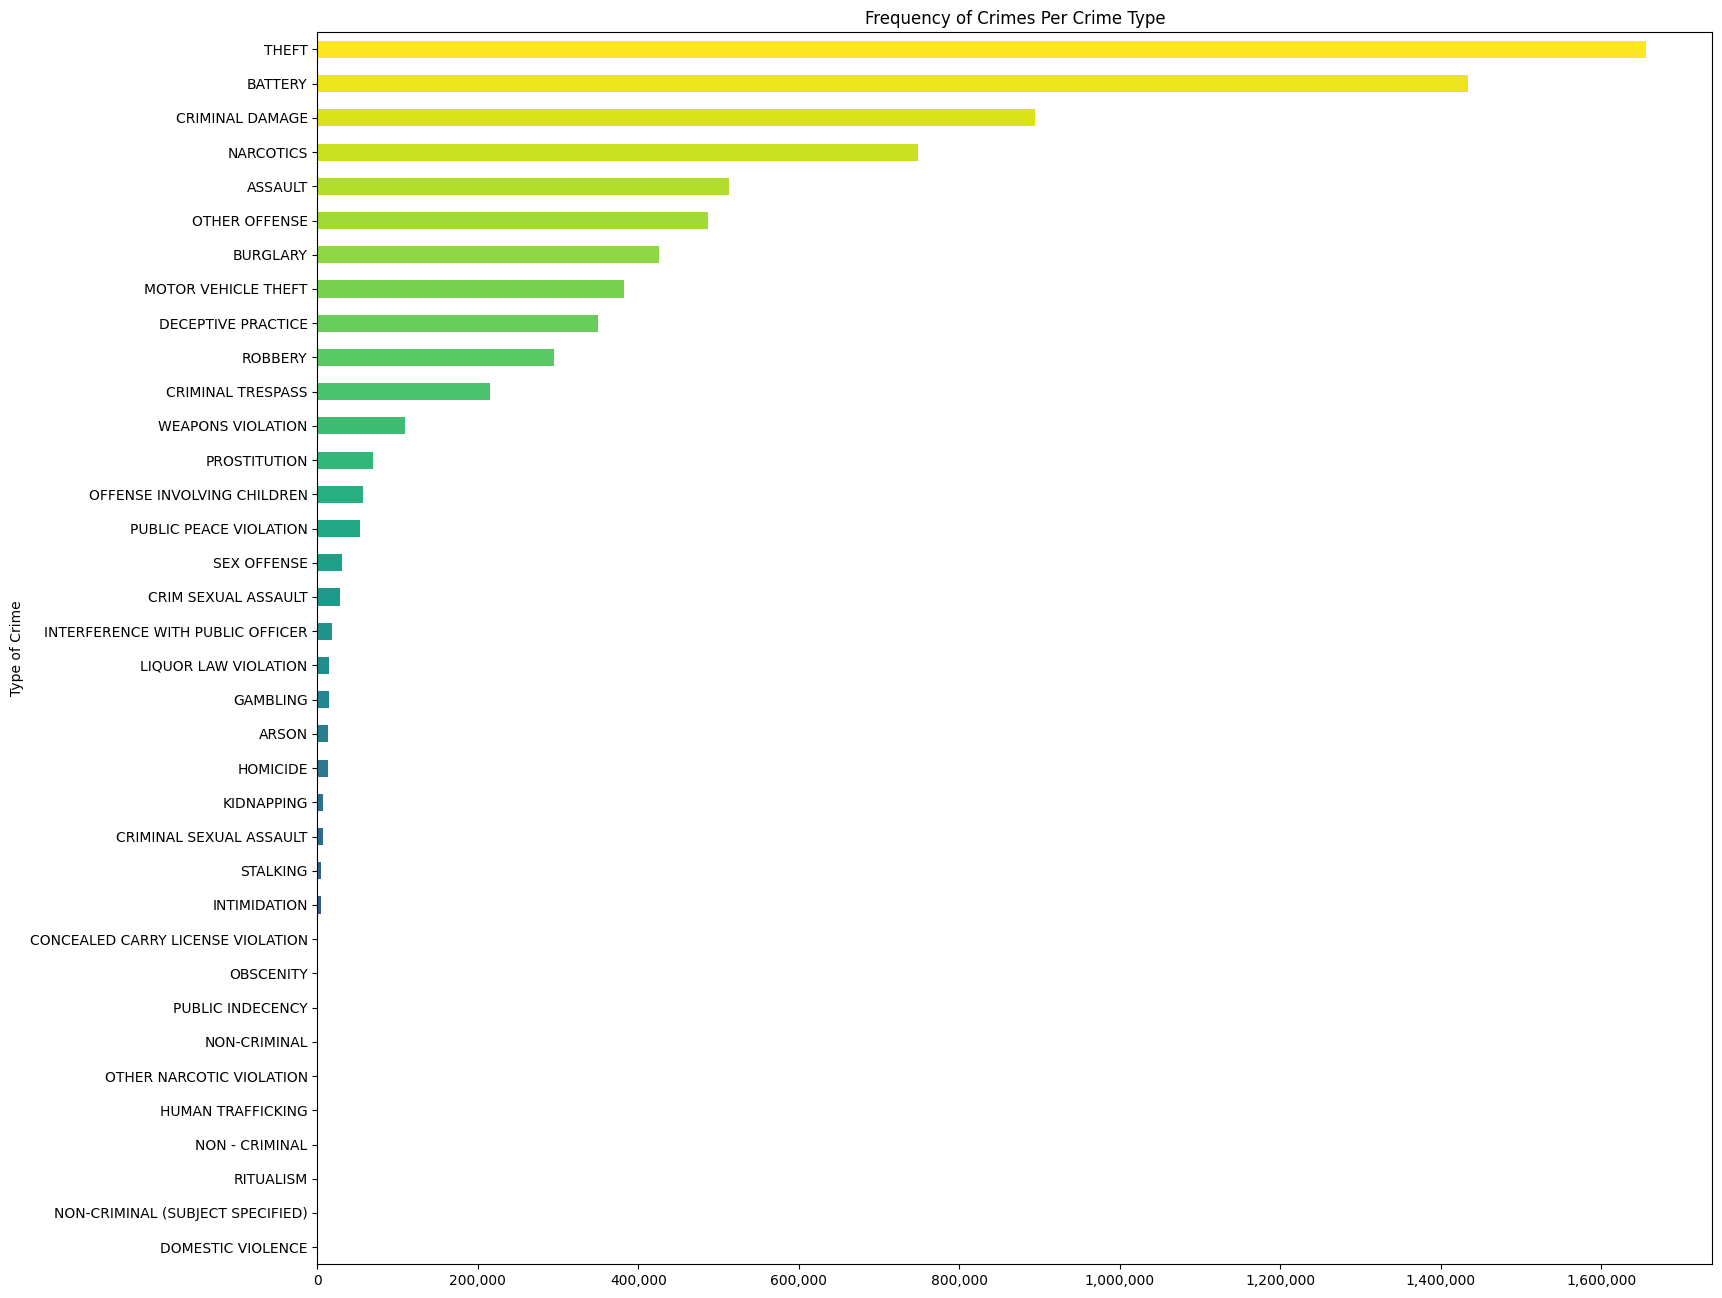 Frequency of Crimes Per Crime Type
THEFT
BATTERY
CRIMINAL DAMAGE
NARCOTICS
ASSAULT
OTHER OFFENSE
BURGLARY
MOTOR VEHICLE THEFT
DECEPTIVE PRACTICE
ROBBERY
CRIMINAL TRESPASS
WEAPONS VIOLATION
PROSTITUTION
OFFENSE INVOLVING CHILDREN
PUBLIC PEACE VIOLATION
SEX OFFENSE
CRIM SEXUAL ASSAULT
INTERFERENCE WITH PUBLIC OFFICER
LIQUOR LAW VIOLATION
GAMBLING
ARSON
HOMICIDE
KIDNAPPING
CRIMINAL SEXUAL ASSAULT
STALKING
INTIMIDATION
CONCEALED CARRY LICENSE VIOLATION
OBSCENITY
PUBLIC INDECENCY
NON-CRIMINAL
OTHER NARCOTIC VIOLATION
HUMAN TRAFFICKING
NON - CRIMINAL
RITUALISM
NON-CRIMINAL (SUBJECT SPECIFIED)
DOMESTIC VIOLENCE
Type of Crime
0 200,000 400,000 600,000 800,000 1,000,000 1,200,000 1,400,000 1,600,000